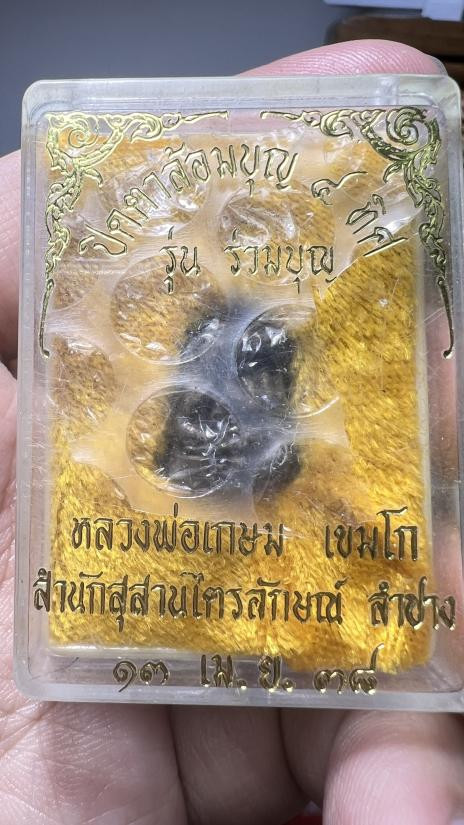 ปิดตาล้อมบุญ ๔ ทิศ
รุ่น ร่วมบุญ
หลวงพ่อเกษม เขมโก
สำนักสุสานไตรลักษณ์ ลำปาง
๑๓ เม.ย. ๓๘